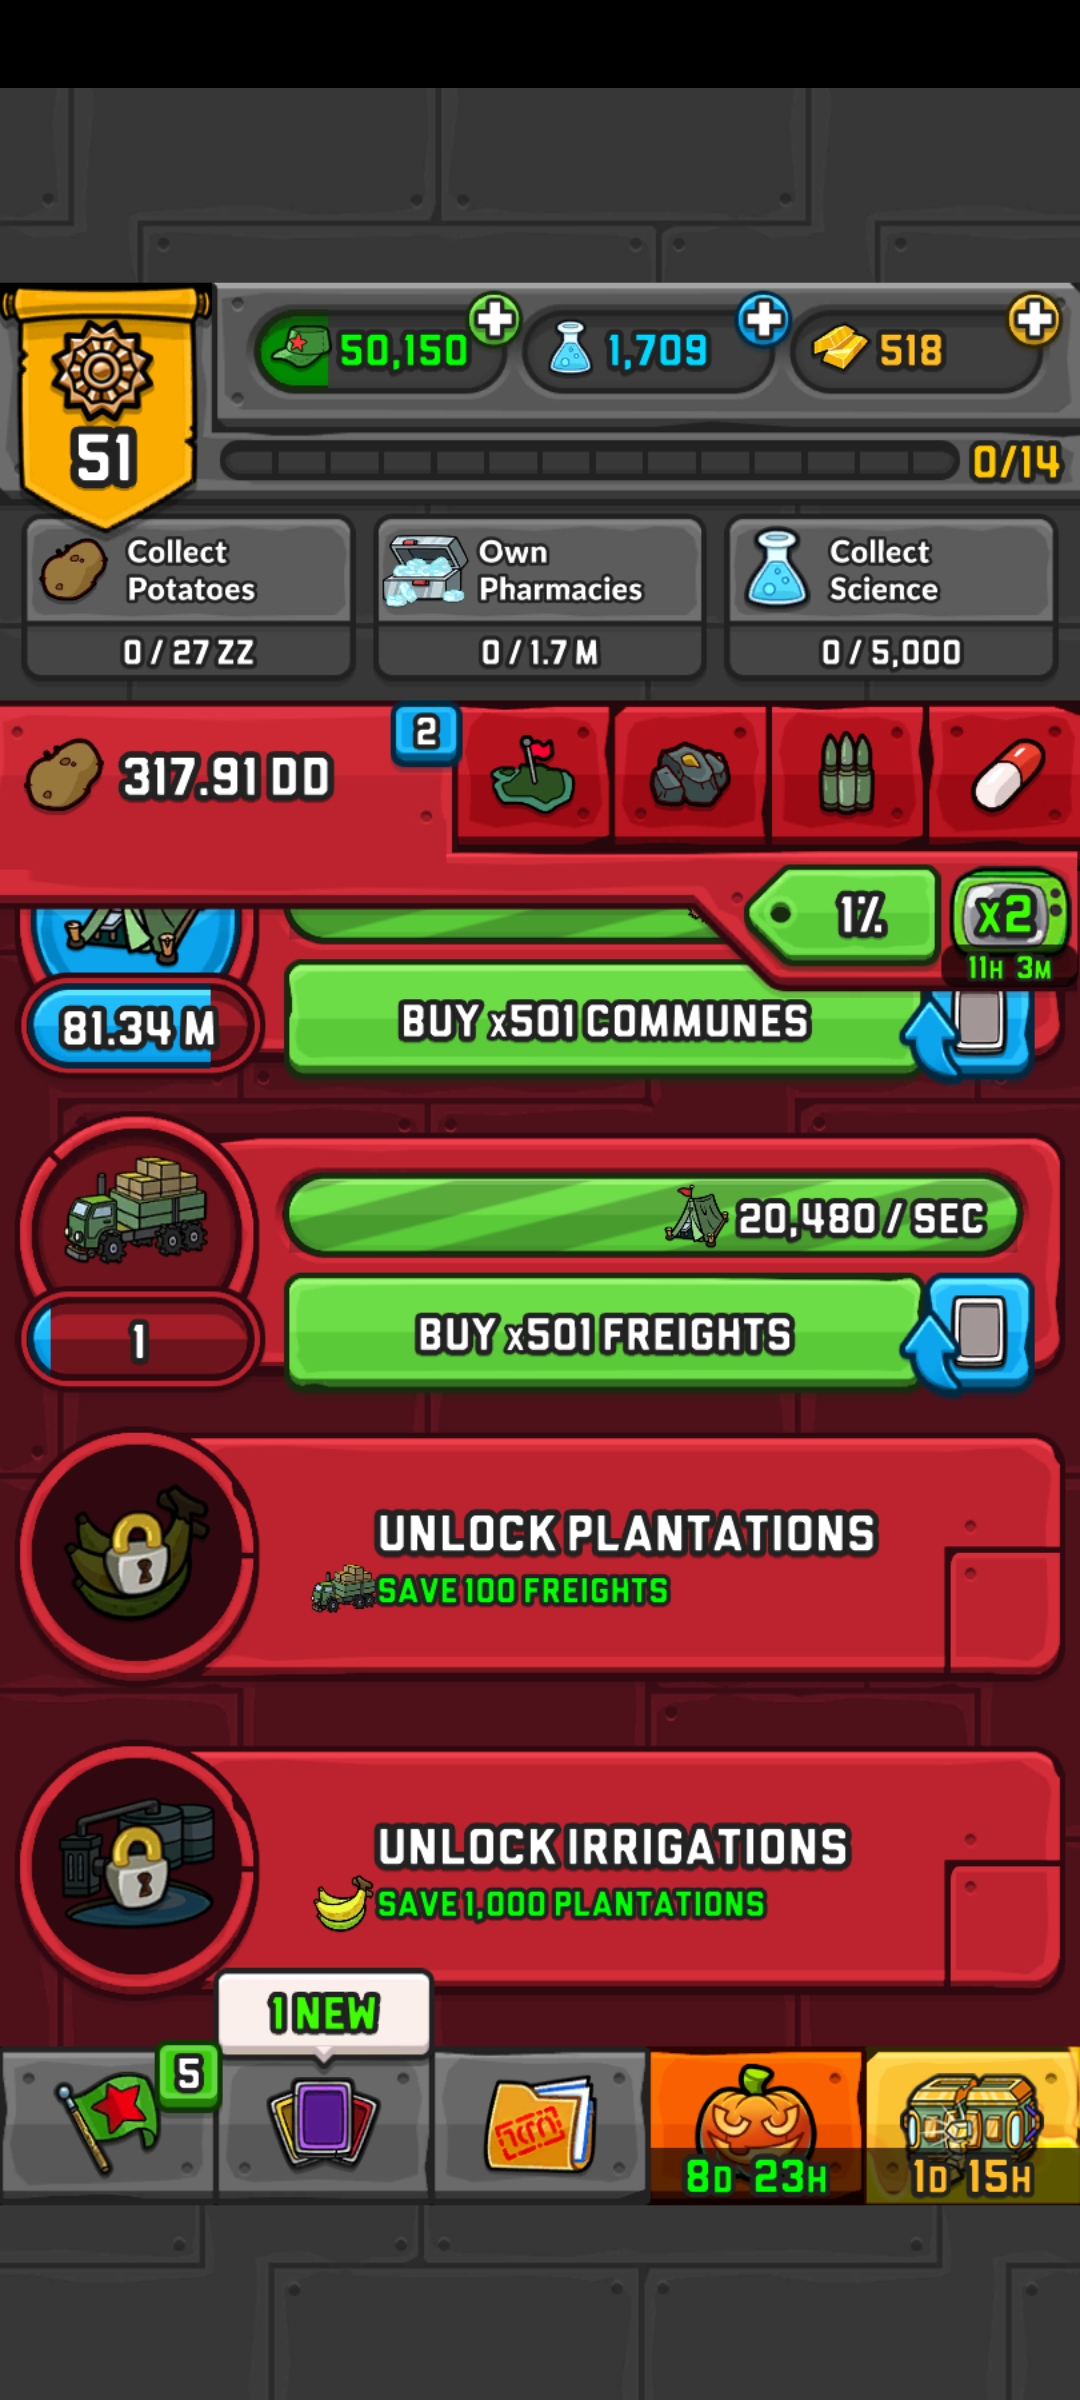 50,150
1,709
518
51
0/14
Collect
Potatoes
0 / 27 ZZ
Own
Pharmacies
0 / 1.7 M
Collect
Science
0 / 5,000
317.91 DD
2
1%
x2
11H 3M
81.34 M
BUY x501 COMMUNES
20,480 / SEC
1
BUY x501 FREIGHTS
UNLOCK PLANTATIONS
SAVE 100 FREIGHTS
UNLOCK IRRIGATIONS
SAVE 1,000 PLANTATIONS
1 NEW
5
8D 23H
1D 15H